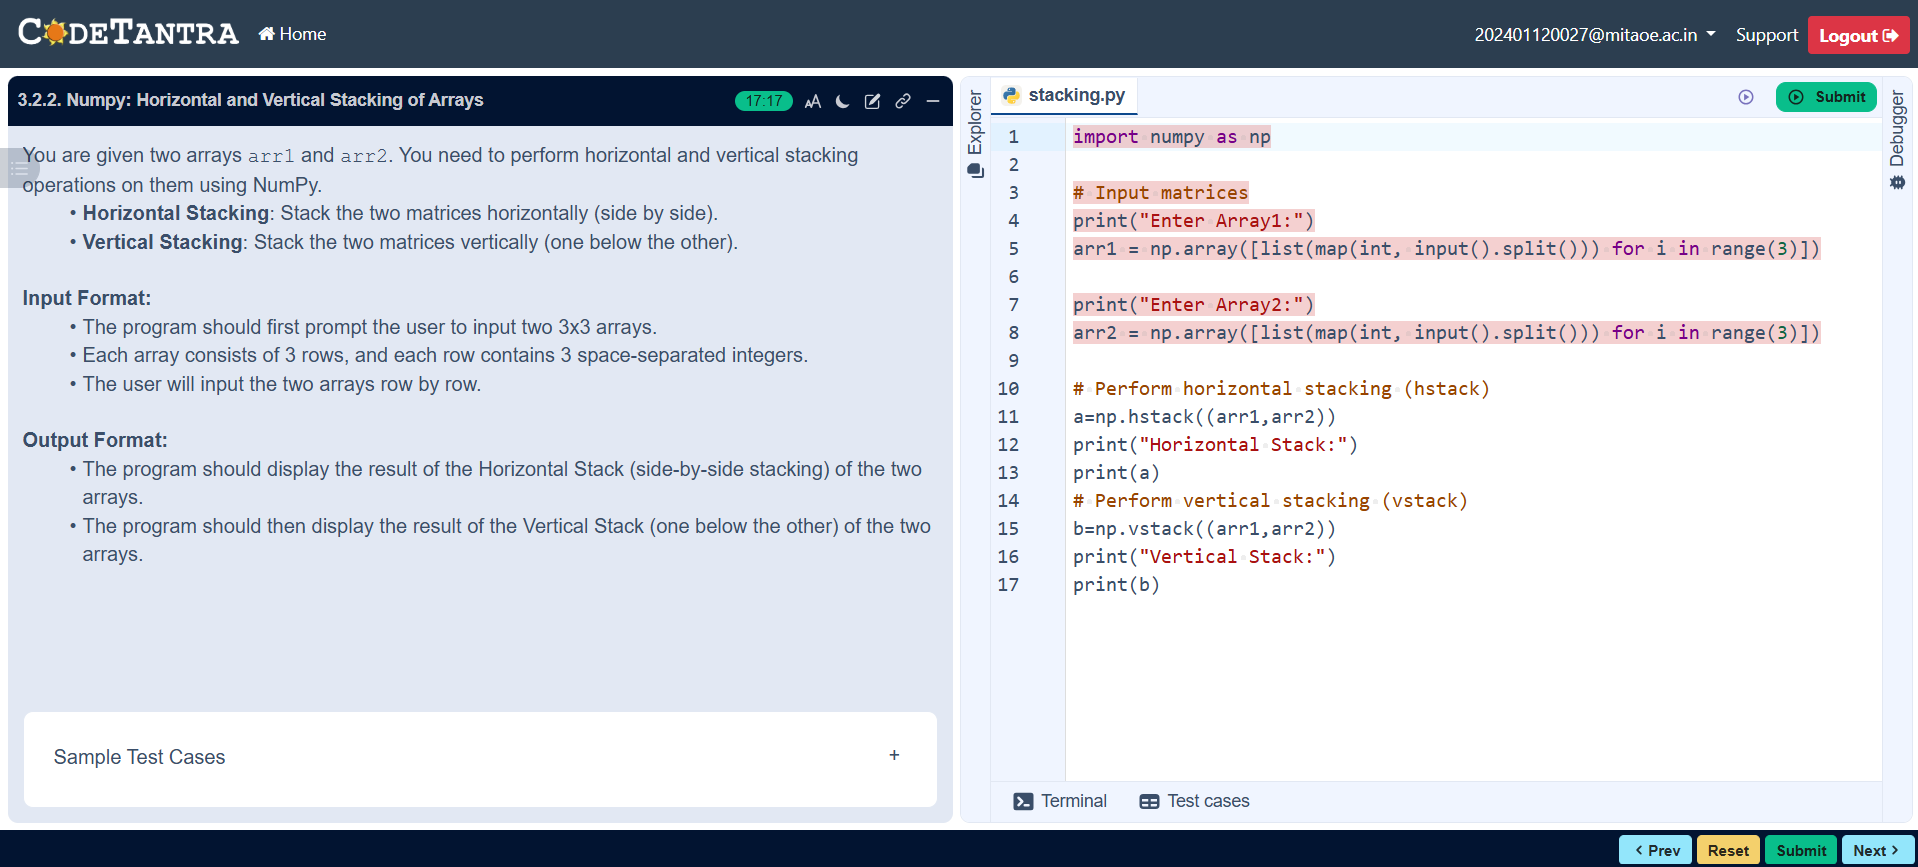 CODETANTRA Home 202401120027@mitaoe.ac.in Support Logout
3.2.2. Numpy: Horizontal and Vertical Stacking of Arrays 17:17 AA
You are given two arrays arr1 and arr2. You need to perform horizontal and vertical stacking
operations on them using NumPy.
• Horizontal Stacking: Stack the two matrices horizontally (side by side).
• Vertical Stacking: Stack the two matrices vertically (one below the other).
Input Format:
• The program should first prompt the user to input two 3x3 arrays.
• Each array consists of 3 rows, and each row contains 3 space-separated integers.
• The user will input the two arrays row by row.
Output Format:
• The program should display the result of the Horizontal Stack (side-by-side stacking) of the two
arrays.
• The program should then display the result of the Vertical Stack (one below the other) of the two
arrays.
Sample Test Cases +
Explorer
stacking.py
Submit
Debugger
1 import numpy as np
2
3 # Input matrices
4 print("Enter Array1:")
5 arr1 = np.array([list(map(int, input().split())) for i in range(3)])
6
7 print("Enter Array2:")
8 arr2 = np.array([list(map(int, input().split())) for i in range(3)])
9
10 # Perform horizontal stacking (hstack)
11 a=np.hstack((arr1,arr2))
12 print("Horizontal Stack:")
13 print(a)
14 # Perform vertical stacking (vstack)
15 b=np.vstack((arr1,arr2))
16 print("Vertical Stack:")
17 print(b)
Terminal Test cases
< Prev Reset Submit Next >